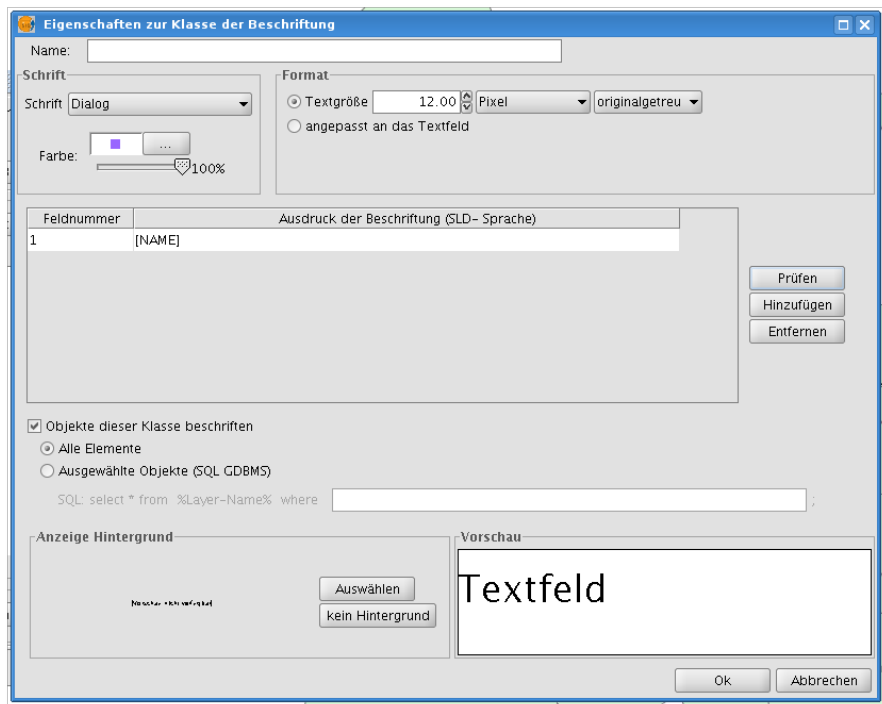 Eigenschaften zur Klasse der Beschriftung
Name:
Schrift
Schrift Dialog
Farbe: ...
100%
Format
Textgröße 12.00 Pixel originalgetreu
angepasst an das Textfeld
Feldnummer Ausdruck der Beschriftung (SLD- Sprache)
1 [NAME]
Prüfen
Hinzufügen
Entfernen
Objekte dieser Klasse beschriften
Alle Elemente
Ausgewählte Objekte (SQL GDBMS)
SQL: select * from %Layer-Name% where ;
Anzeige Hintergrund
Auswählen
kein Hintergrund
Vorschau
Textfeld
Ok Abbrechen